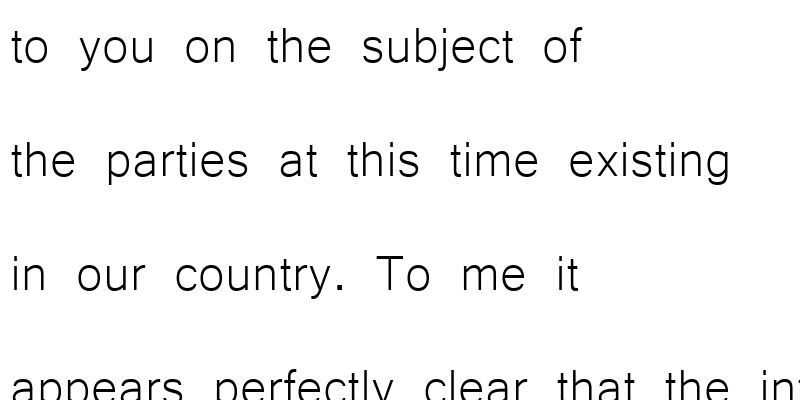 to you on the subject of
the parties at this time existing
in our country. To me it
appears perfectly clear that the